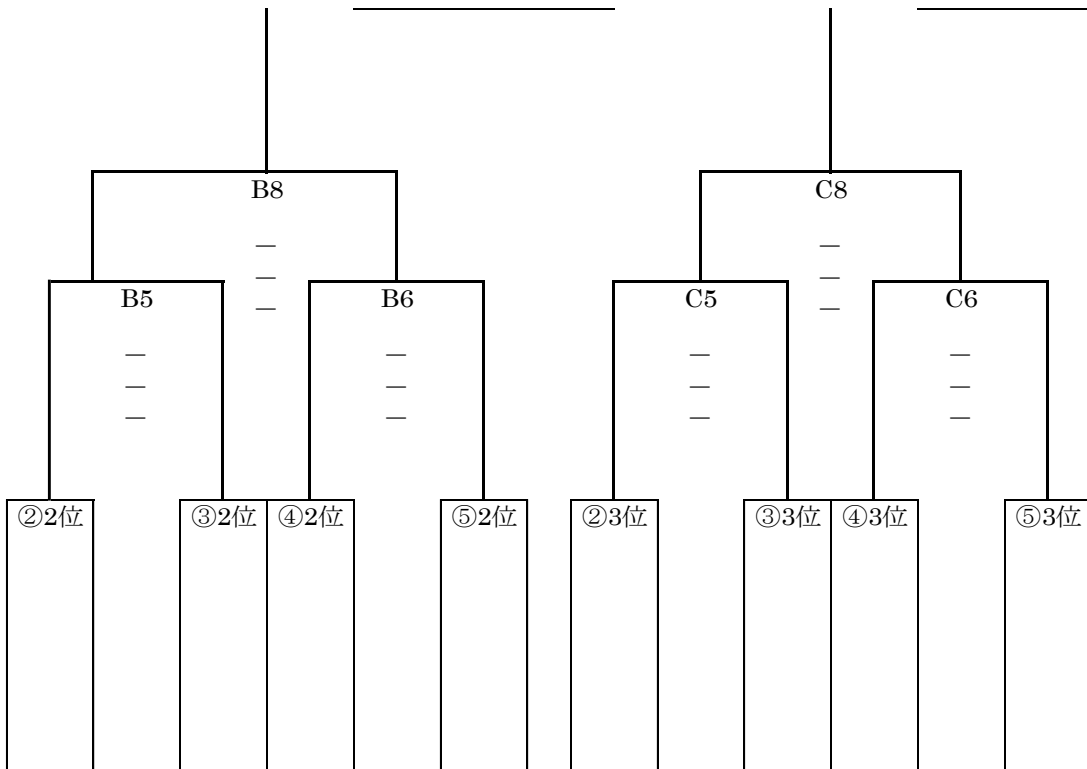 B8 C8
—  —
—  —
—  —
B5 B6 C5 C6
— — — —
— — — —
— — — —
②2位 ③2位 ④2位 ⑤2位 ②3位 ③3位 ④3位 ⑤3位